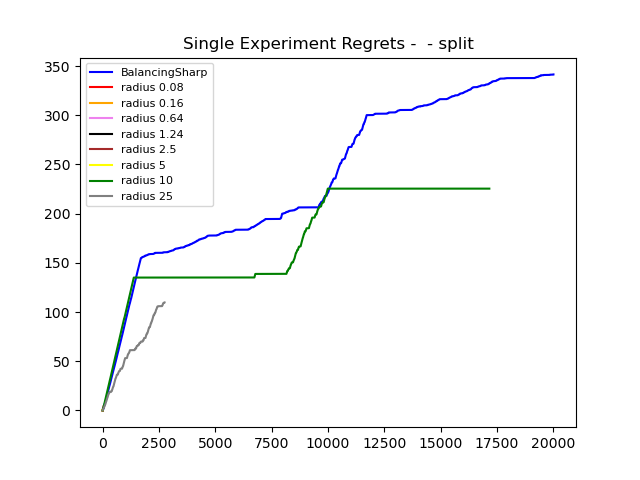 Single Experiment Regrets -  - split
350
300
250
200
150
100
50
0
BalancingSharp
radius 0.08
radius 0.16
radius 0.64
radius 1.24
radius 2.5
radius 5
radius 10
radius 25
0 2500 5000 7500 10000 12500 15000 17500 20000